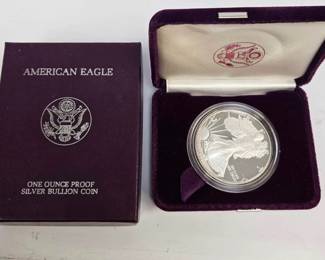 AMERICAN EAGLE
ONE OUNCE PROOF
SILVER BULLION COIN